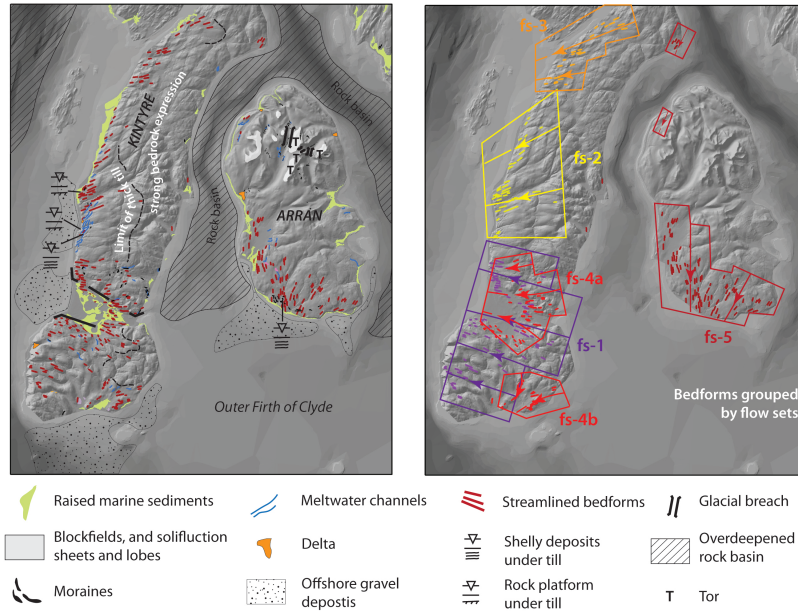 KINTYRE
Limit of thick till
strong bedrock expression
Rock basin
Rock basin
ARRAN
T
T
T
T
Outer Firth of Clyde
fs-3
fs-2
fs-4a
fs-1
fs-4b
fs-5
Bedforms grouped
by flow sets
Raised marine sediments
Meltwater channels
Streamlined bedforms
Glacial breach
Blockfields, and solifluction
sheets and lobes
Delta
Shelly deposits
under till
Overdeepened
rock basin
Moraines
Offshore gravel
depostis
Rock platform
under till
T
Tor